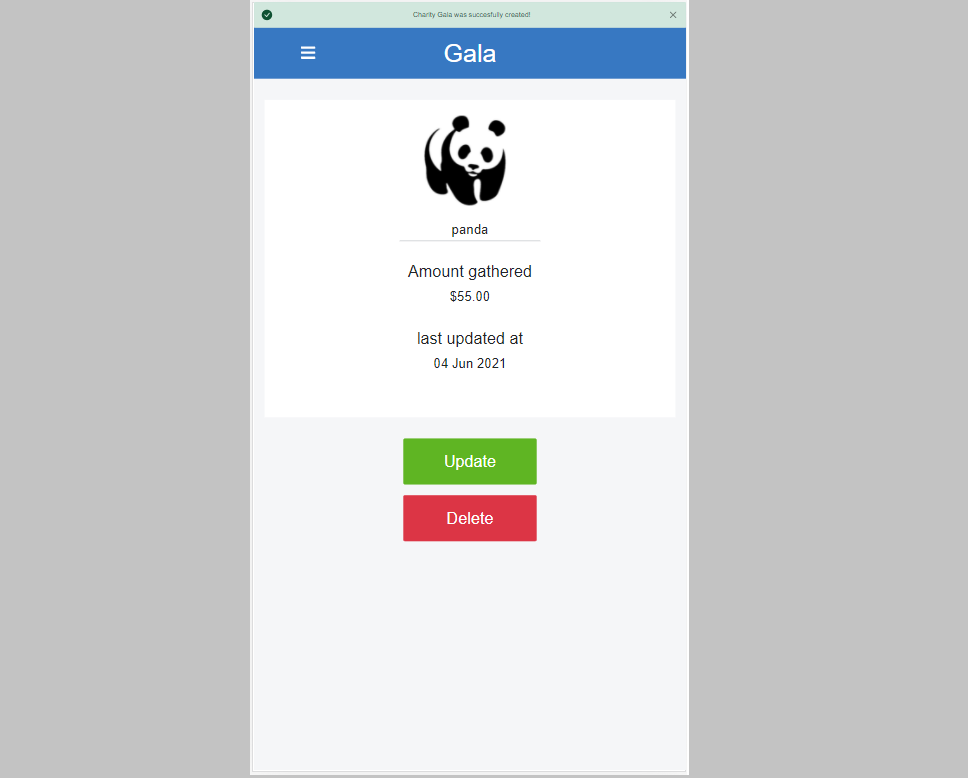 Charity Gala was succesfully created!
Gala
panda
Amount gathered
$55.00
last updated at
04 Jun 2021
Update
Delete